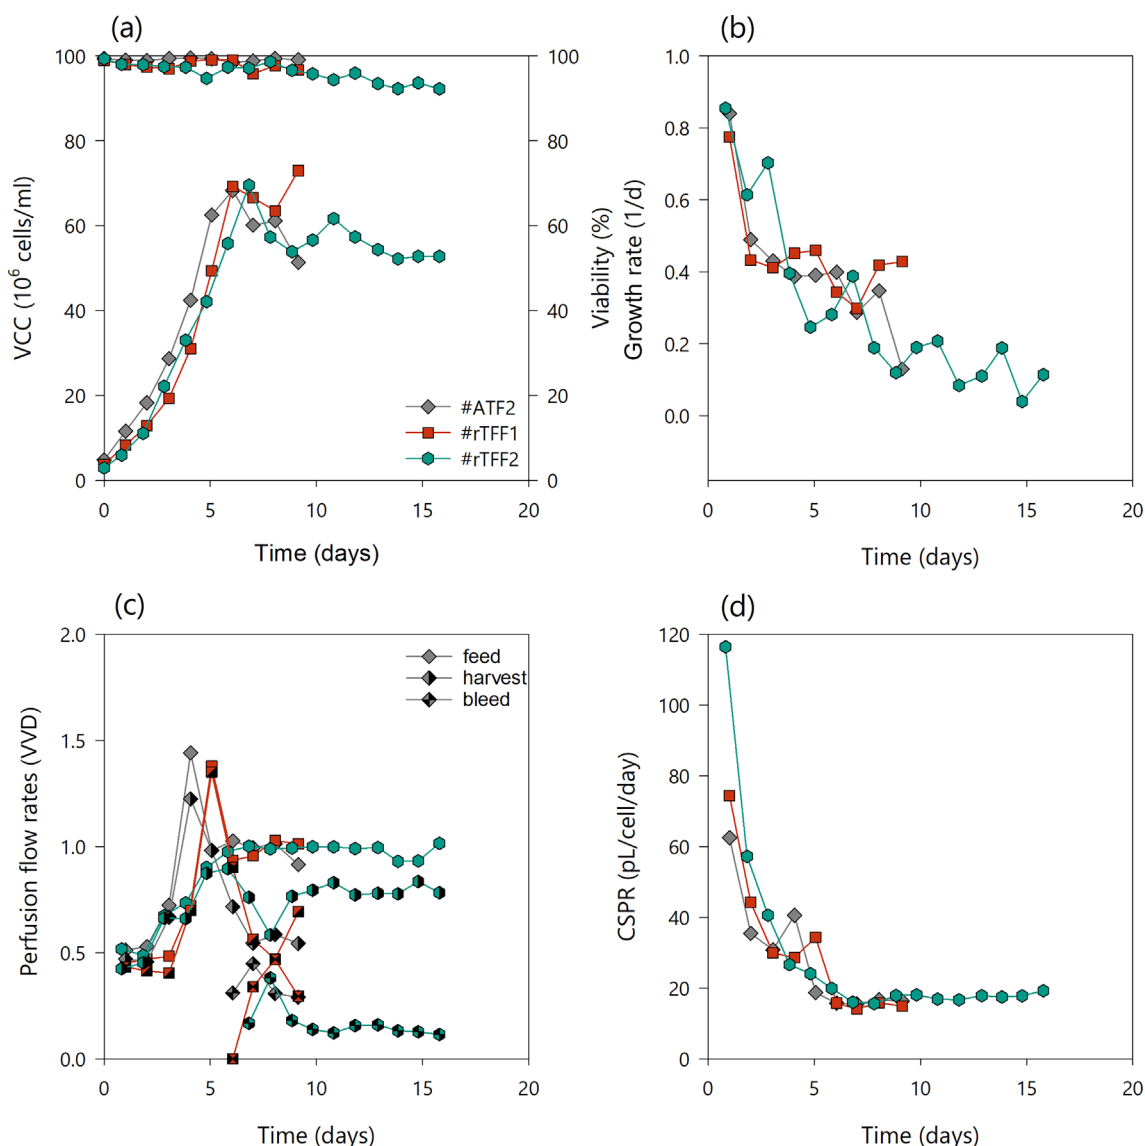 (a)
100
80
60
40
20
0
VCC (10⁶ cells/ml)
100
80
60
40
20
0
Viability (%)
#ATF2
#rTFF1
#rTFF2
0 5 10 15 20
Time (days)
(b)
1.0
0.8
0.6
0.4
0.2
0.0
Growth rate (1/d)
0 5 10 15 20
Time (days)
(c)
2.0
1.5
1.0
0.5
0.0
Perfusion flow rates (VVD)
feed
harvest
bleed
0 5 10 15 20
Time (days)
(d)
120
100
80
60
40
20
0
CSPR (pL/cell/day)
0 5 10 15 20
Time (days)